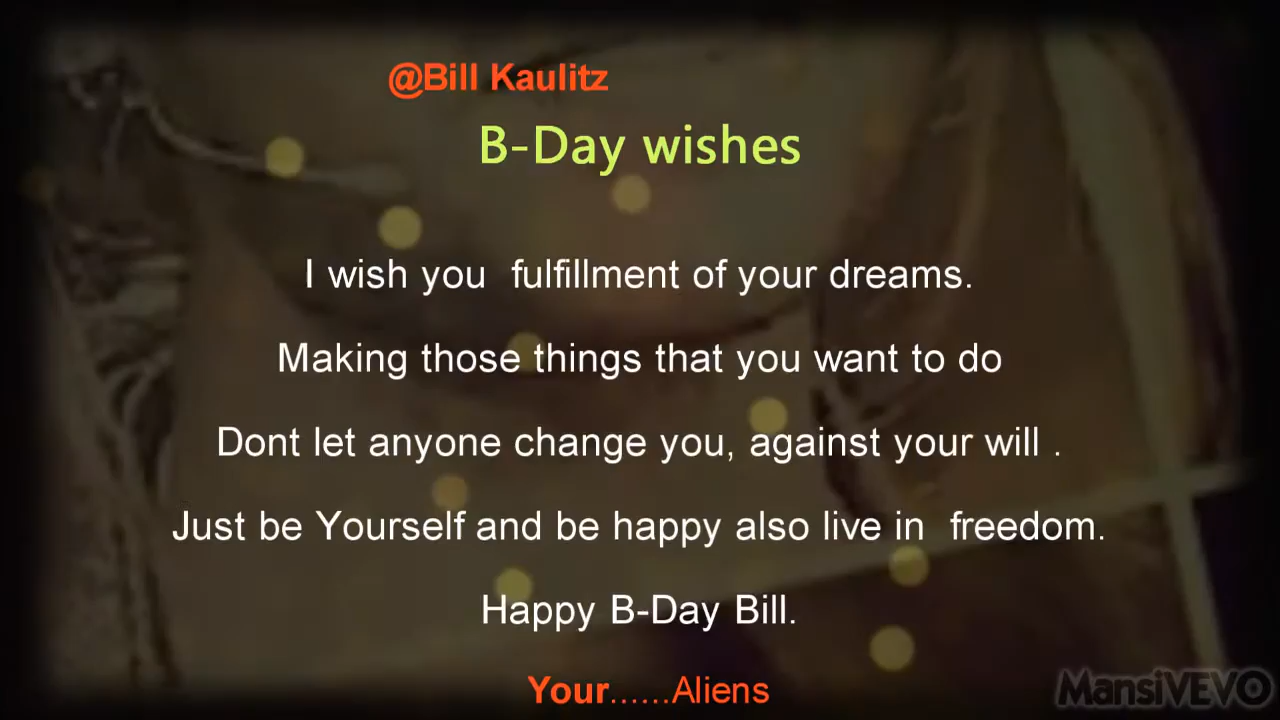 @Bill Kaulitz
B-Day wishes
I wish you  fulfillment of your dreams.
Making those things that you want to do
Dont let anyone change you, against your will .
Just be Yourself and be happy also live in  freedom.
Happy B-Day Bill.
Your......Aliens
MansiVEVO